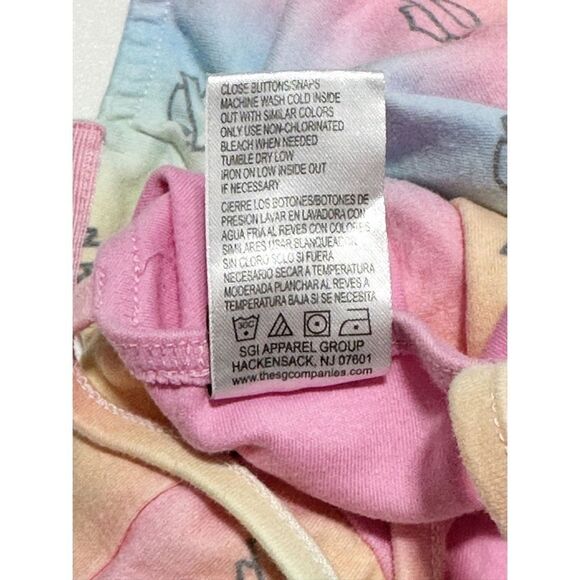 CLOSE BUTTONS/SNAPS
MACHINE WASH COLD INSIDE
OUT WITH SIMILAR COLORS
ONLY USE NON-CHLORINATED
BLEACH WHEN NEEDED
TUMBLE DRY LOW
IRON ON LOW INSIDE OUT
IF NECESSARY
CIERRE LOS BOTONES/BOTONES DE
PRESION LAVAR EN LAVADORA CON
AGUA FRIA AL REVES CON COLORES
SIMILARES USAR BLANQUEADOR
SIN CLORO SOLO SI FUERA
NECESARIO SECAR A TEMPERATURA
MODERADA PLANCHAR AL REVES A
TEMPERATURA BAJA SI SE NECESITA
30C
SGI APPAREL GROUP
HACKENSACK, NJ 07601
www.thesgcompanies.com